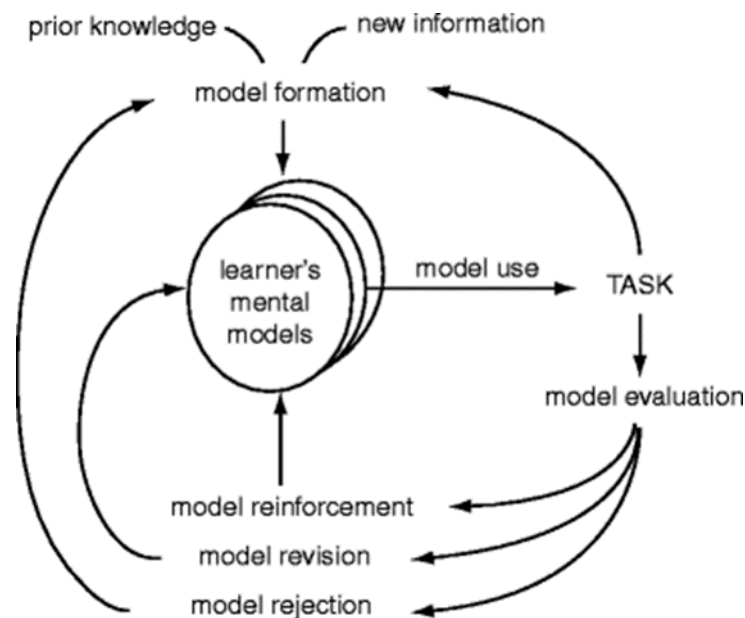 prior knowledge
new information
model formation
learner's
mental
models
model use
TASK
model evaluation
model reinforcement
model revision
model rejection